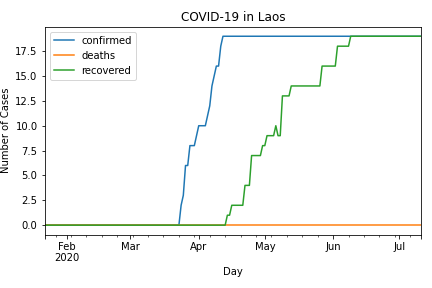 COVID-19 in Laos
confirmed
deaths
recovered
17.5
15.0
12.5
10.0
7.5
5.0
2.5
0.0
Number of Cases
Feb
2020
Mar
Apr
May
Jun
Jul
Day